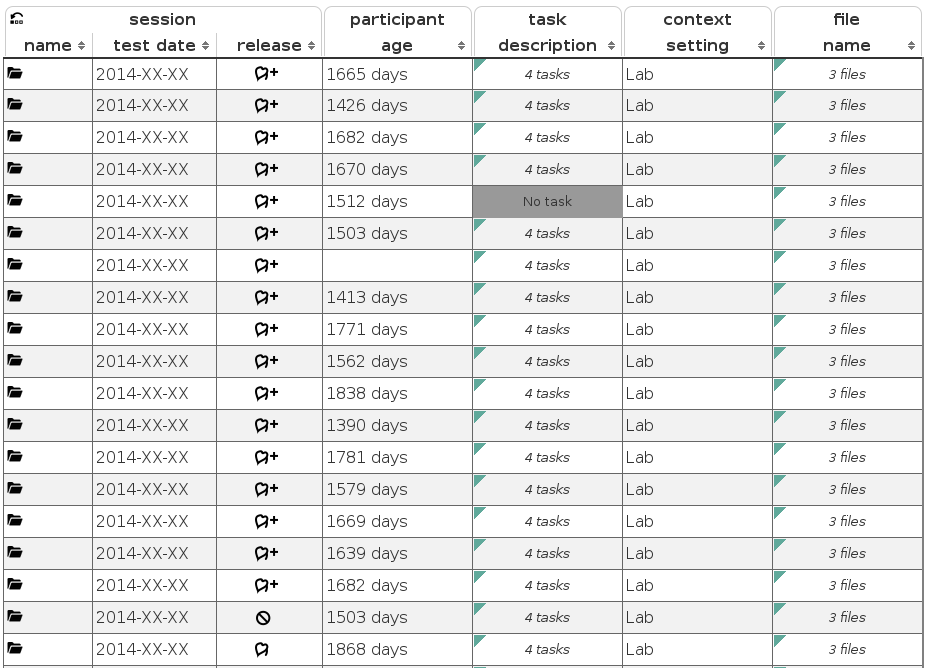 session participant task context file
name test date release age description setting name
2014-XX-XX + 1665 days 4 tasks Lab 3 files
2014-XX-XX + 1426 days 4 tasks Lab 3 files
2014-XX-XX + 1682 days 4 tasks Lab 3 files
2014-XX-XX + 1670 days 4 tasks Lab 3 files
2014-XX-XX + 1512 days No task Lab 3 files
2014-XX-XX + 1503 days 4 tasks Lab 3 files
2014-XX-XX + 4 tasks Lab 3 files
2014-XX-XX + 1413 days 4 tasks Lab 3 files
2014-XX-XX + 1771 days 4 tasks Lab 3 files
2014-XX-XX + 1562 days 4 tasks Lab 3 files
2014-XX-XX + 1838 days 4 tasks Lab 3 files
2014-XX-XX + 1390 days 4 tasks Lab 3 files
2014-XX-XX + 1781 days 4 tasks Lab 3 files
2014-XX-XX + 1579 days 4 tasks Lab 3 files
2014-XX-XX + 1669 days 4 tasks Lab 3 files
2014-XX-XX + 1639 days 4 tasks Lab 3 files
2014-XX-XX + 1682 days 4 tasks Lab 3 files
2014-XX-XX 1503 days 4 tasks Lab 3 files
2014-XX-XX 1868 days 4 tasks Lab 3 files